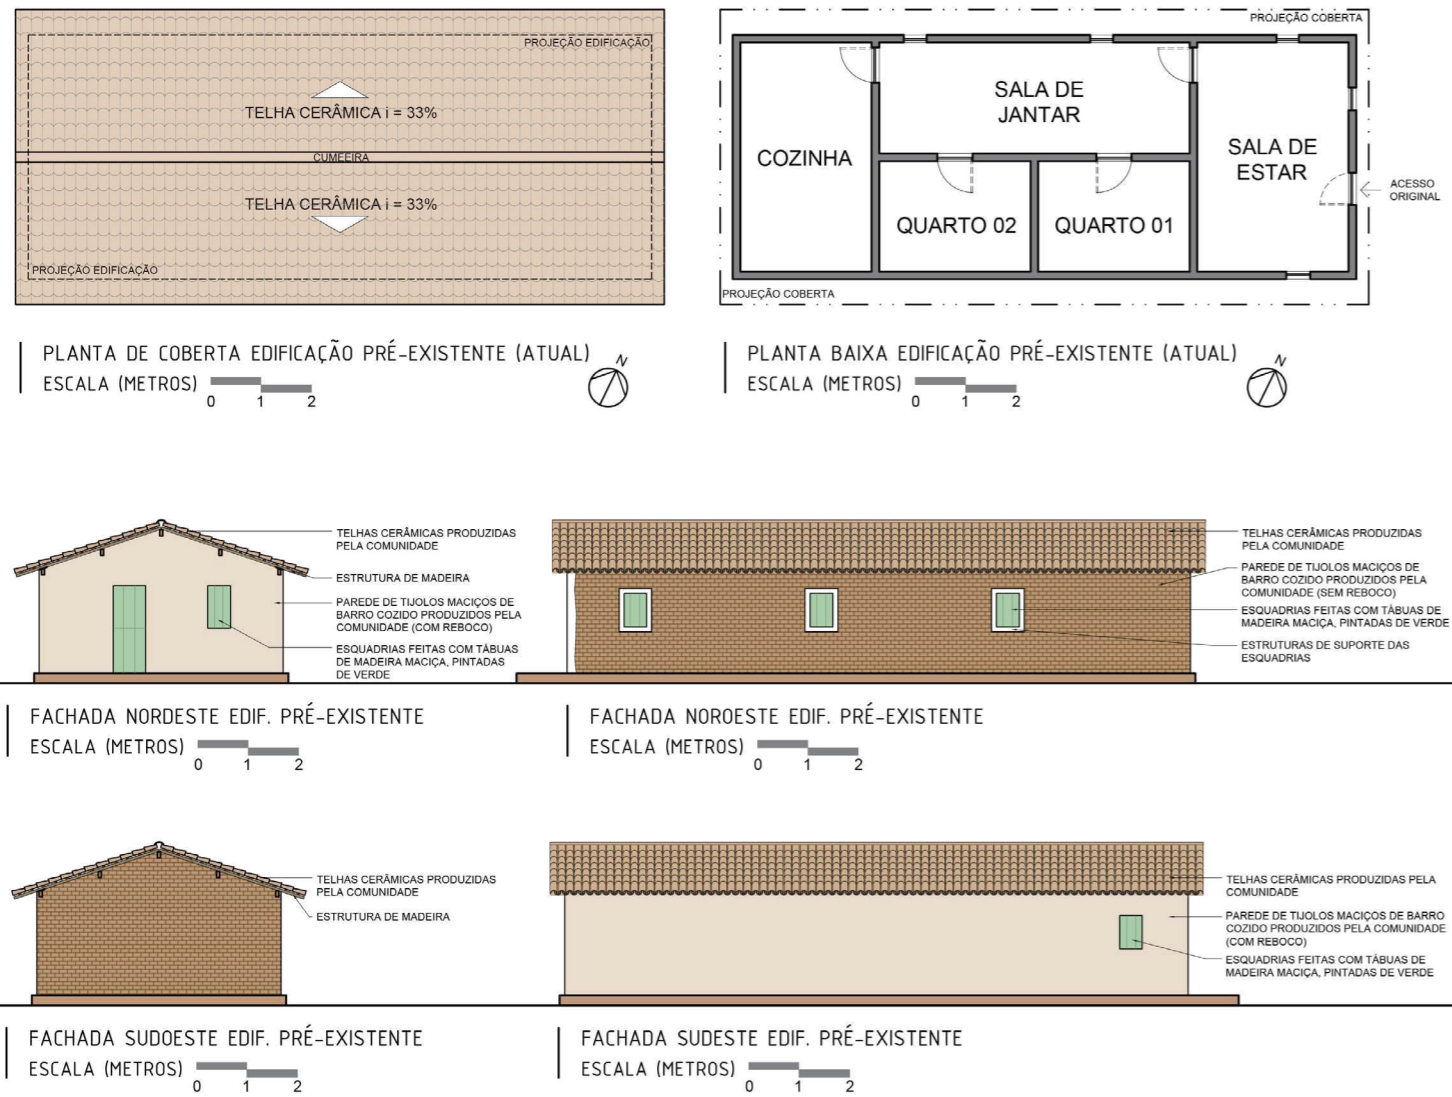 PROJEÇÃO EDIFICAÇÃO
TELHA CERÂMICA i = 33%
CUMEEIRA
TELHA CERÂMICA i = 33%
PROJEÇÃO EDIFICAÇÃO
PLANTA DE COBERTA EDIFICAÇÃO PRÉ-EXISTENTE (ATUAL)
ESCALA (METROS)
0 1 2
N
PROJEÇÃO COBERTA
SALA DE
JANTAR
COZINHA
SALA DE
ESTAR
QUARTO 02
QUARTO 01
ACESSO
ORIGINAL
PROJEÇÃO COBERTA
PLANTA BAIXA EDIFICAÇÃO PRÉ-EXISTENTE (ATUAL)
ESCALA (METROS)
0 1 2
N
TELHAS CERÂMICAS PRODUZIDAS
PELA COMUNIDADE
ESTRUTURA DE MADEIRA
PAREDE DE TIJOLOS MACIÇOS DE
BARRO COZIDO PRODUZIDOS PELA
COMUNIDADE (COM REBOCO)
ESQUADRIAS FEITAS COM TÁBUAS
DE MADEIRA MACIÇA, PINTADAS
DE VERDE
FACHADA NORDESTE EDIF. PRÉ-EXISTENTE
ESCALA (METROS)
0 1 2
TELHAS CERÂMICAS PRODUZIDAS
PELA COMUNIDADE
PAREDE DE TIJOLOS MACIÇOS DE
BARRO COZIDO PRODUZIDOS PELA
COMUNIDADE (SEM REBOCO)
ESQUADRIAS FEITAS COM TÁBUAS DE
MADEIRA MACIÇA, PINTADAS DE VERDE
ESTRUTURAS DE SUPORTE DAS
ESQUADRIAS
FACHADA NOROESTE EDIF. PRÉ-EXISTENTE
ESCALA (METROS)
0 1 2
TELHAS CERÂMICAS PRODUZIDAS
PELA COMUNIDADE
ESTRUTURA DE MADEIRA
FACHADA SUDOESTE EDIF. PRÉ-EXISTENTE
ESCALA (METROS)
0 1 2
TELHAS CERÂMICAS PRODUZIDAS PELA
COMUNIDADE
PAREDE DE TIJOLOS MACIÇOS DE BARRO
COZIDO PRODUZIDOS PELA COMUNIDADE
(COM REBOCO)
ESQUADRIAS FEITAS COM TÁBUAS DE
MADEIRA MACIÇA, PINTADAS DE VERDE
FACHADA SUDESTE EDIF. PRÉ-EXISTENTE
ESCALA (METROS)
0 1 2